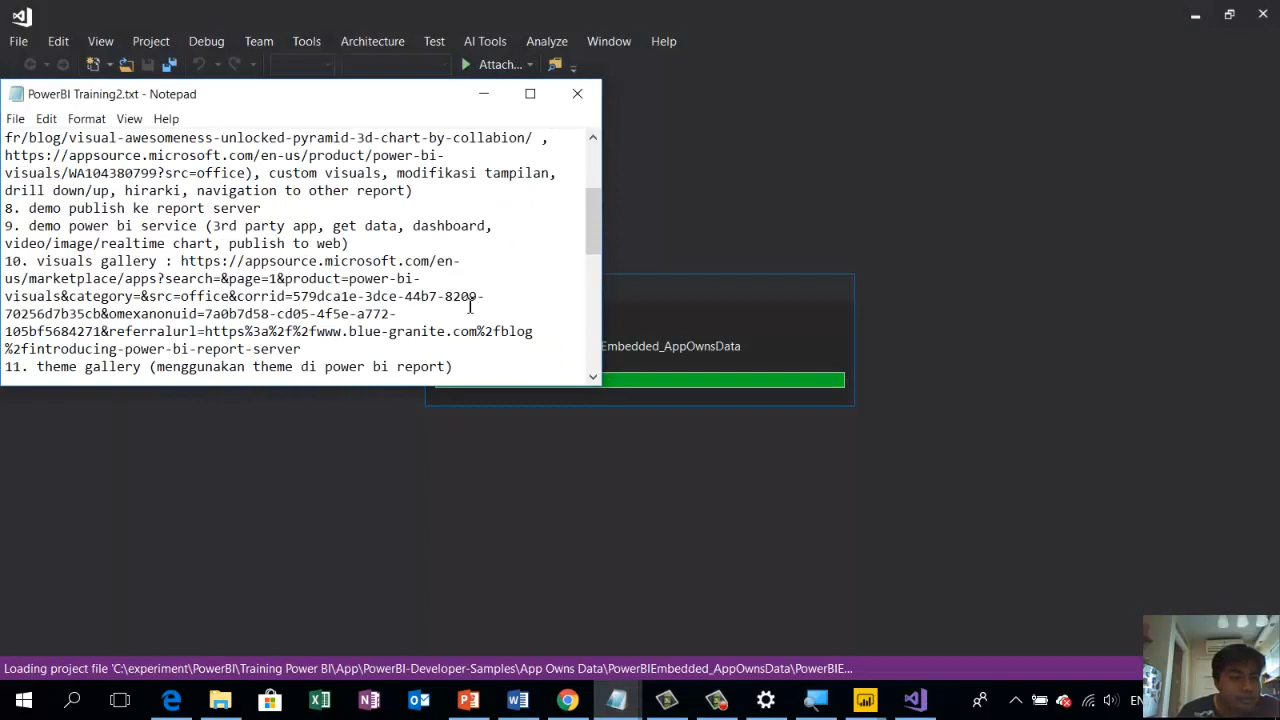 File Edit View Project Debug Team Tools Architecture Test AI Tools Analyze Window Help
Attach...
PowerBI Training2.txt - Notepad
File Edit Format View Help
fr/blog/visual-awesomeness-unlocked-pyramid-3d-chart-by-collabion/ ,
https://appsource.microsoft.com/en-us/product/power-bi-
visuals/WA104380799?src=office), custom visuals, modifikasi tampilan,
drill down/up, hirarki, navigation to other report)
8. demo publish ke report server
9. demo power bi service (3rd party app, get data, dashboard,
video/image/realtime chart, publish to web)
10. visuals gallery : https://appsource.microsoft.com/en-
us/marketplace/apps?search=&page=1&product=power-bi-
visuals&category=&src=office&corrid=579dca1e-3dce-44b7-8209-
70256d7b35cb&omexanonuid=7a0b7d58-cd05-4f5e-a772-
105bf5684271&referralurl=https%3a%2f%2fwww.blue-granite.com%2fblog
%2fintroducing-power-bi-report-server
11. theme gallery (menggunakan theme di power bi report)
Embedded_AppOwnsData
Loading project file 'C:\experiment\PowerBI\Training Power BI\App\PowerBI-Developer-Samples\App Owns Data\PowerBIEmbedded_AppOwnsData\PowerBIE...